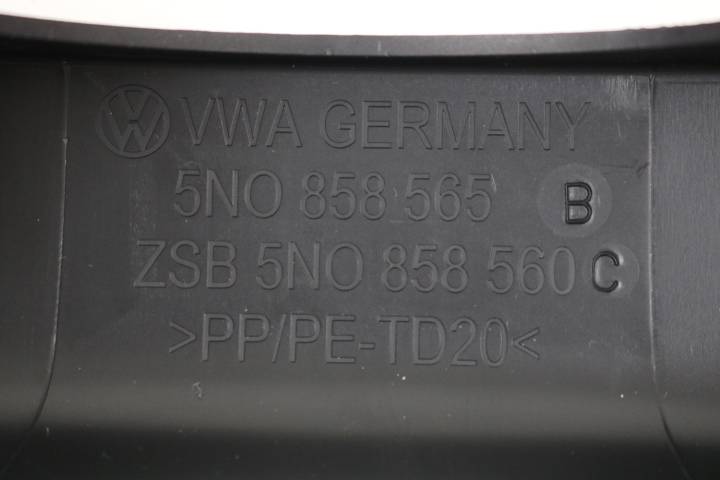 VWA GERMANY
5N0 858 565 B
ZSB 5N0 858 560 C
>PP/PE-TD20<